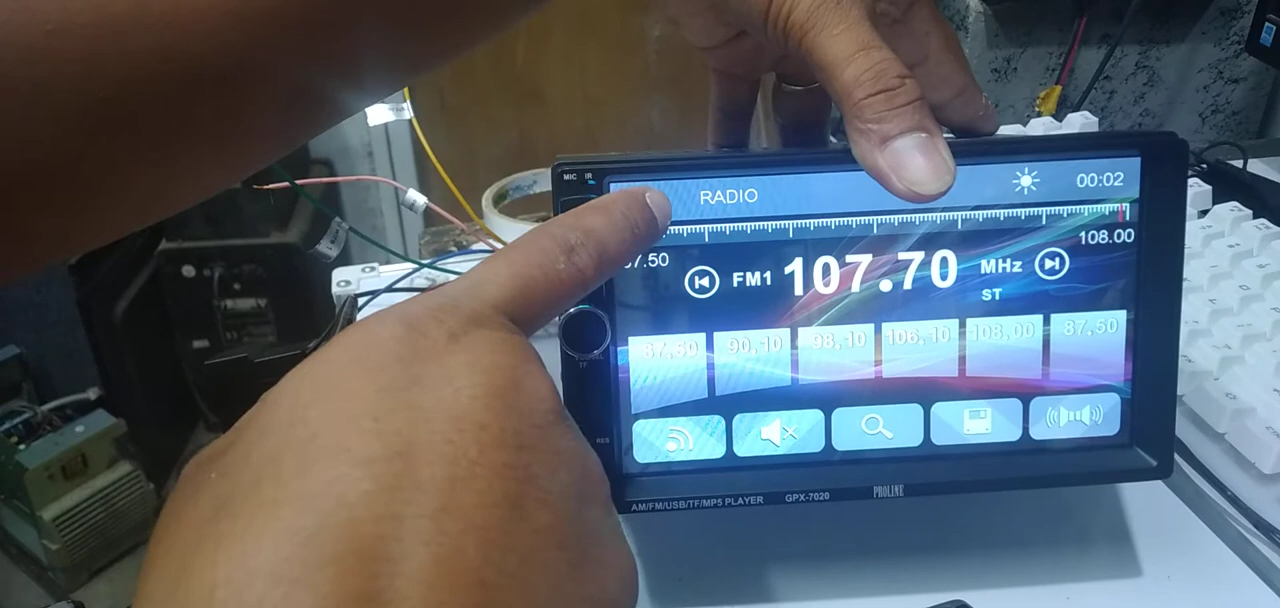 MIC IR
RADIO
00:02
7.50
108.00
FM1 107.70 MHz
ST
87,50 90,10 98,10 106,10 108,00 87,50
TF
RES
AM/FM/USB/TF/MP5 PLAYER GPX-7020 PROLINE